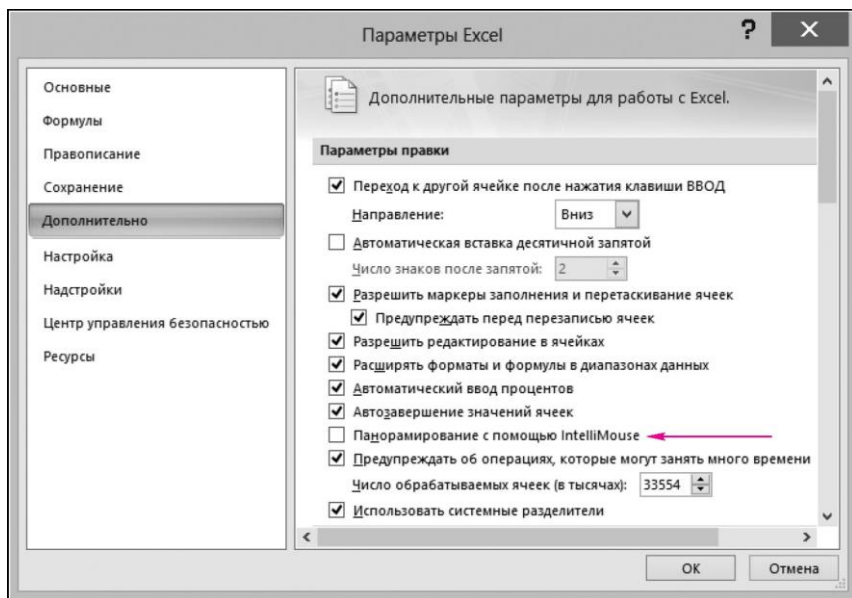 Параметры Excel
?
Основные
Формулы
Правописание
Сохранение
Дополнительно
Настройка
Надстройки
Центр управления безопасностью
Ресурсы
Дополнительные параметры для работы с Excel.
Параметры правки
Переход к другой ячейке после нажатия клавиши ВВОД
Направление: Вниз
Автоматическая вставка десятичной запятой
Число знаков после запятой: 2
Разрешить маркеры заполнения и перетаскивание ячеек
Предупреждать перед перезаписью ячеек
Разрешить редактирование в ячейках
Расширять форматы и формулы в диапазонах данных
Автоматический ввод процентов
Автозавершение значений ячеек
Панорамирование с помощью IntelliMouse
Предупреждать об операциях, которые могут занять много времени
Число обрабатываемых ячеек (в тысячах): 33554
Использовать системные разделители
ОК Отмена